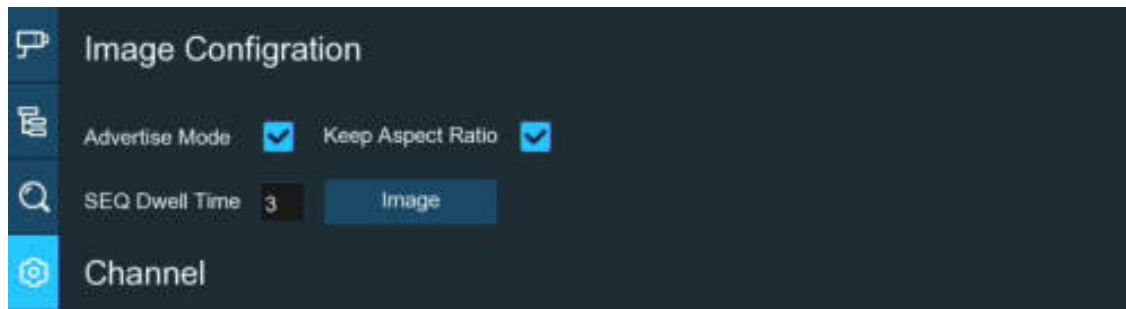 Image Configration
Advertise Mode Keep Aspect Ratio
SEQ Dwell Time 3 Image
Channel